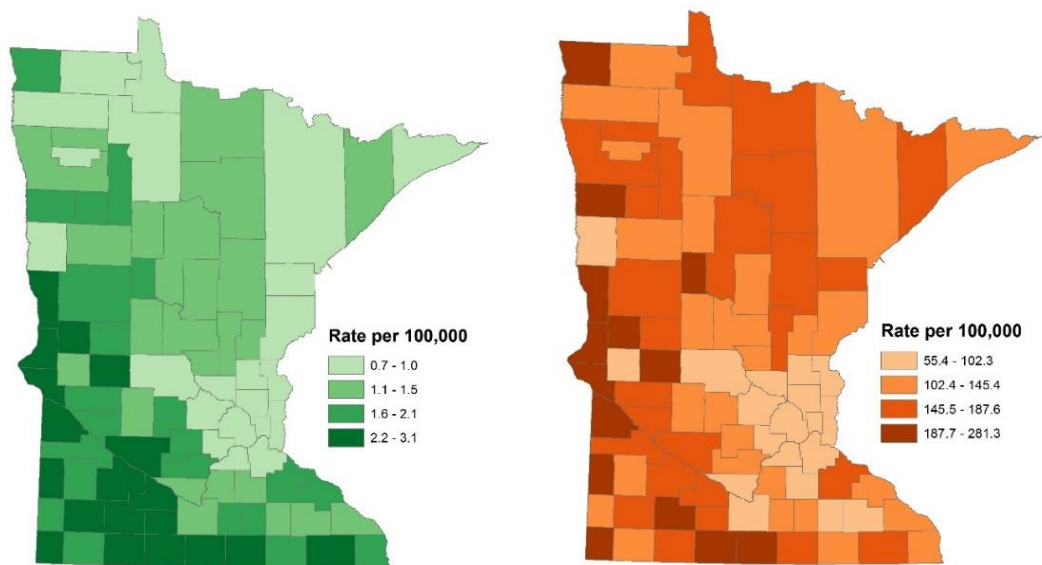 Rate per 100,000
0.7 - 1.0
1.1 - 1.5
1.6 - 2.1
2.2 - 3.1
Rate per 100,000
55.4 - 102.3
102.4 - 145.4
145.5 - 187.6
187.7 - 281.3